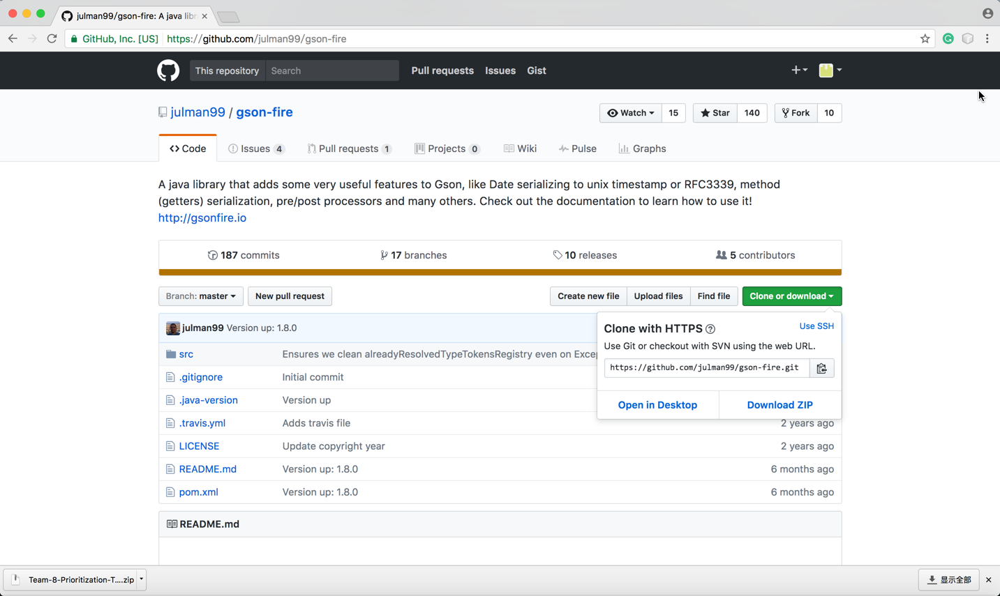 julman99/gson-fire: A java libr
GitHub, Inc. [US] https://github.com/julman99/gson-fire
This repository Search Pull requests Issues Gist
julman99 / gson-fire
Watch 15 Star 140 Fork 10
Code Issues 4 Pull requests 1 Projects 0 Wiki Pulse Graphs
A java library that adds some very useful features to Gson, like Date serializing to unix timestamp or RFC3339, method
(getters) serialization, pre/post processors and many others. Check out the documentation to learn how to use it!
http://gsonfire.io
187 commits 17 branches 10 releases 5 contributors
Branch: master New pull request Create new file Upload files Find file Clone or download
julman99 Version up: 1.8.0
Clone with HTTPS ? Use SSH
Use Git or checkout with SVN using the web URL.
https://github.com/julman99/gson-fire.git
Open in Desktop Download ZIP
src Ensures we clean alreadyResolvedTypeTokensRegistry even on Excep
.gitignore Initial commit
.java-version Version up
.travis.yml Adds travis file 2 years ago
LICENSE Update copyright year 2 years ago
README.md Version up: 1.8.0 6 months ago
pom.xml Version up: 1.8.0 6 months ago
README.md
Team-8-Prioritization-T....zip 显示全部